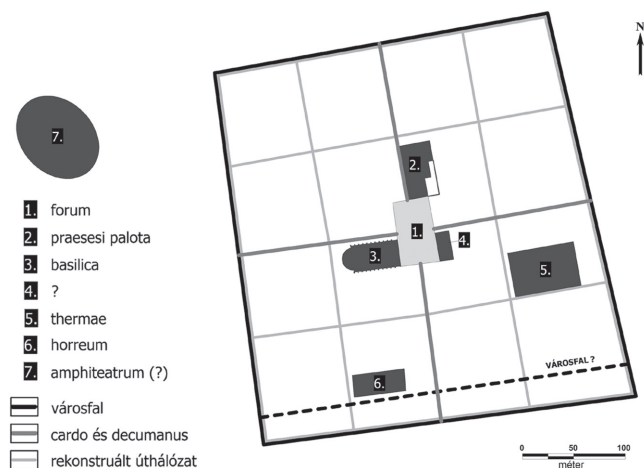 N
7.
2.
1.
4.
3.
5.
6.
VÁROSFAL ?
1. forum
2. praesesi palota
3. basilica
4. ?
5. thermae
6. horreum
7. amphiteatrum (?)
városfal
cardo és decumanus
rekonstruált úthálózat
0 50 100
méter